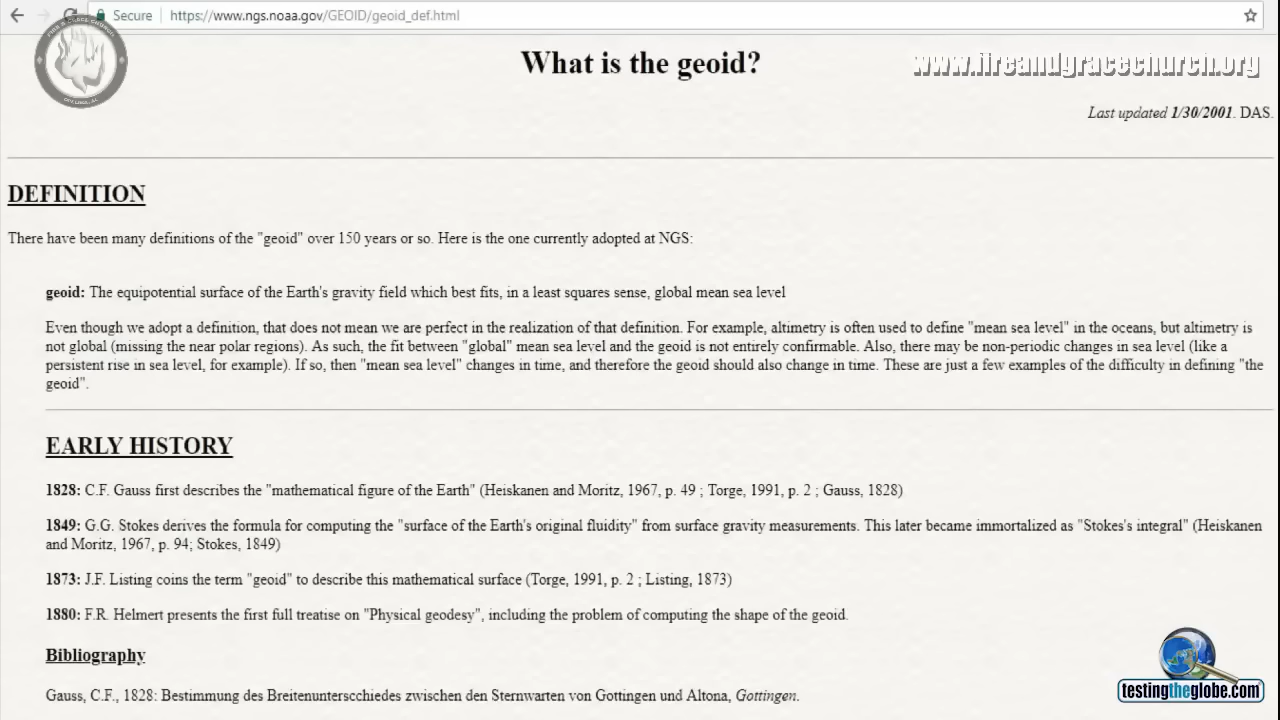 Secure
https://www.ngs.noaa.gov/GEOID/geoid_def.html
What is the geoid?
www.fireandgracechurch.org
Last updated 1/30/2001. DAS.
DEFINITION
There have been many definitions of the "geoid" over 150 years or so. Here is the one currently adopted at NGS:
geoid: The equipotential surface of the Earth's gravity field which best fits, in a least squares sense, global mean sea level
Even though we adopt a definition, that does not mean we are perfect in the realization of that definition. For example, altimetry is often used to define "mean sea level" in the oceans, but altimetry is
not global (missing the near polar regions). As such, the fit between "global" mean sea level and the geoid is not entirely confirmable. Also, there may be non-periodic changes in sea level (like a
persistent rise in sea level, for example). If so, then "mean sea level" changes in time, and therefore the geoid should also change in time. These are just a few examples of the difficulty in defining "the
geoid".
EARLY HISTORY
1828: C.F. Gauss first describes the "mathematical figure of the Earth" (Heiskanen and Moritz, 1967, p. 49 ; Torge, 1991, p. 2 ; Gauss, 1828)
1849: G.G. Stokes derives the formula for computing the "surface of the Earth's original fluidity" from surface gravity measurements. This later became immortalized as "Stokes's integral" (Heiskanen
and Moritz, 1967, p. 94; Stokes, 1849)
1873: J.F. Listing coins the term "geoid" to describe this mathematical surface (Torge, 1991, p. 2 ; Listing, 1873)
1880: F.R. Helmert presents the first full treatise on "Physical geodesy", including the problem of computing the shape of the geoid.
Bibliography
Gauss, C.F., 1828: Bestimmung des Breitenunterscchiedes zwischen den Sternwarten von Gottingen und Altona, Gottingen.
testingtheglobe.com